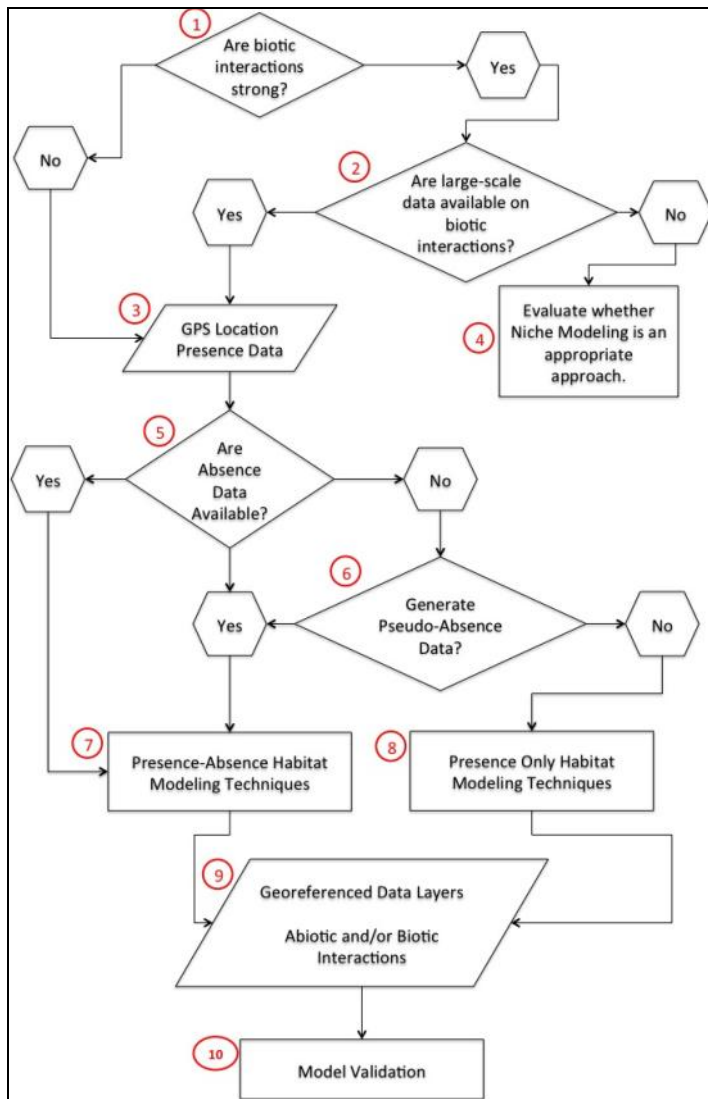 1
Are biotic
interactions
strong?
Yes
No
2
Are large-scale
data available on
biotic
interactions?
Yes
No
3
GPS Location
Presence Data
4
Evaluate whether
Niche Modeling is an
appropriate
approach.
5
Are
Absence
Data
Available?
Yes
No
6
Generate
Pseudo-Absence
Data?
Yes
No
7
Presence-Absence Habitat
Modeling Techniques
8
Presence Only Habitat
Modeling Techniques
9
Georeferenced Data Layers
Abiotic and/or Biotic
Interactions
10
Model Validation